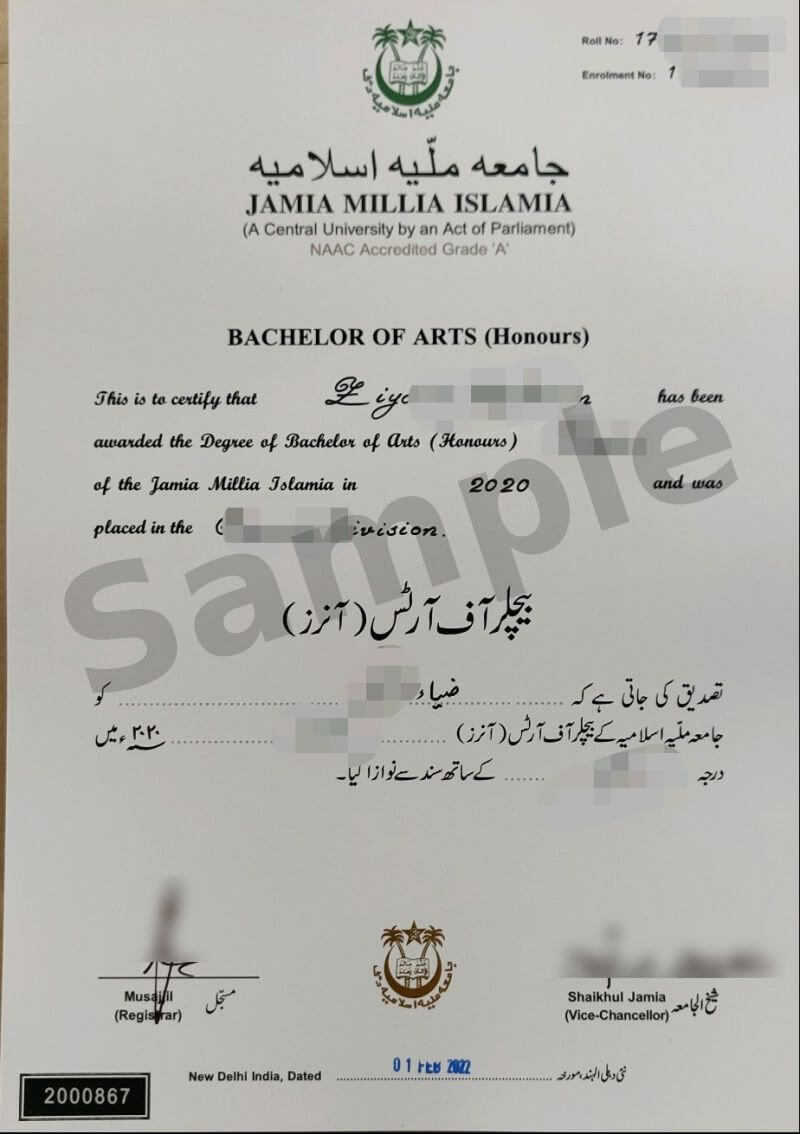 Roll No: 17
Enrolment No: 1
جامعہ ملّیہ اسلامیہ
JAMIA MILLIA ISLAMIA
(A Central University by an Act of Parliament)
NAAC Accredited Grade 'A'
BACHELOR OF ARTS (Honours)
This is to certify that has been
awarded the Degree of Bachelor of Arts (Honours)
of the Jamia Millia Islamia in 2020 and was
placed in the
Sample
بیچلر آف آرٹس (آنرز)
تصدیق کی جاتی ہے کہ ضیاء کو
جامعہ ملّیہ اسلامیہ کے بیچلر آف آرٹس (آنرز) ۲۰۲۰ء میں
درجہ کے ساتھ سند سے نوازا گیا۔
Musajjil مسجّل
(Registrar)
Shaikhul Jamia شیخ الجامعہ
(Vice-Chancellor)
New Delhi India, Dated 01 FEB 2022 نئی دہلی الہند، مورخہ
2000867